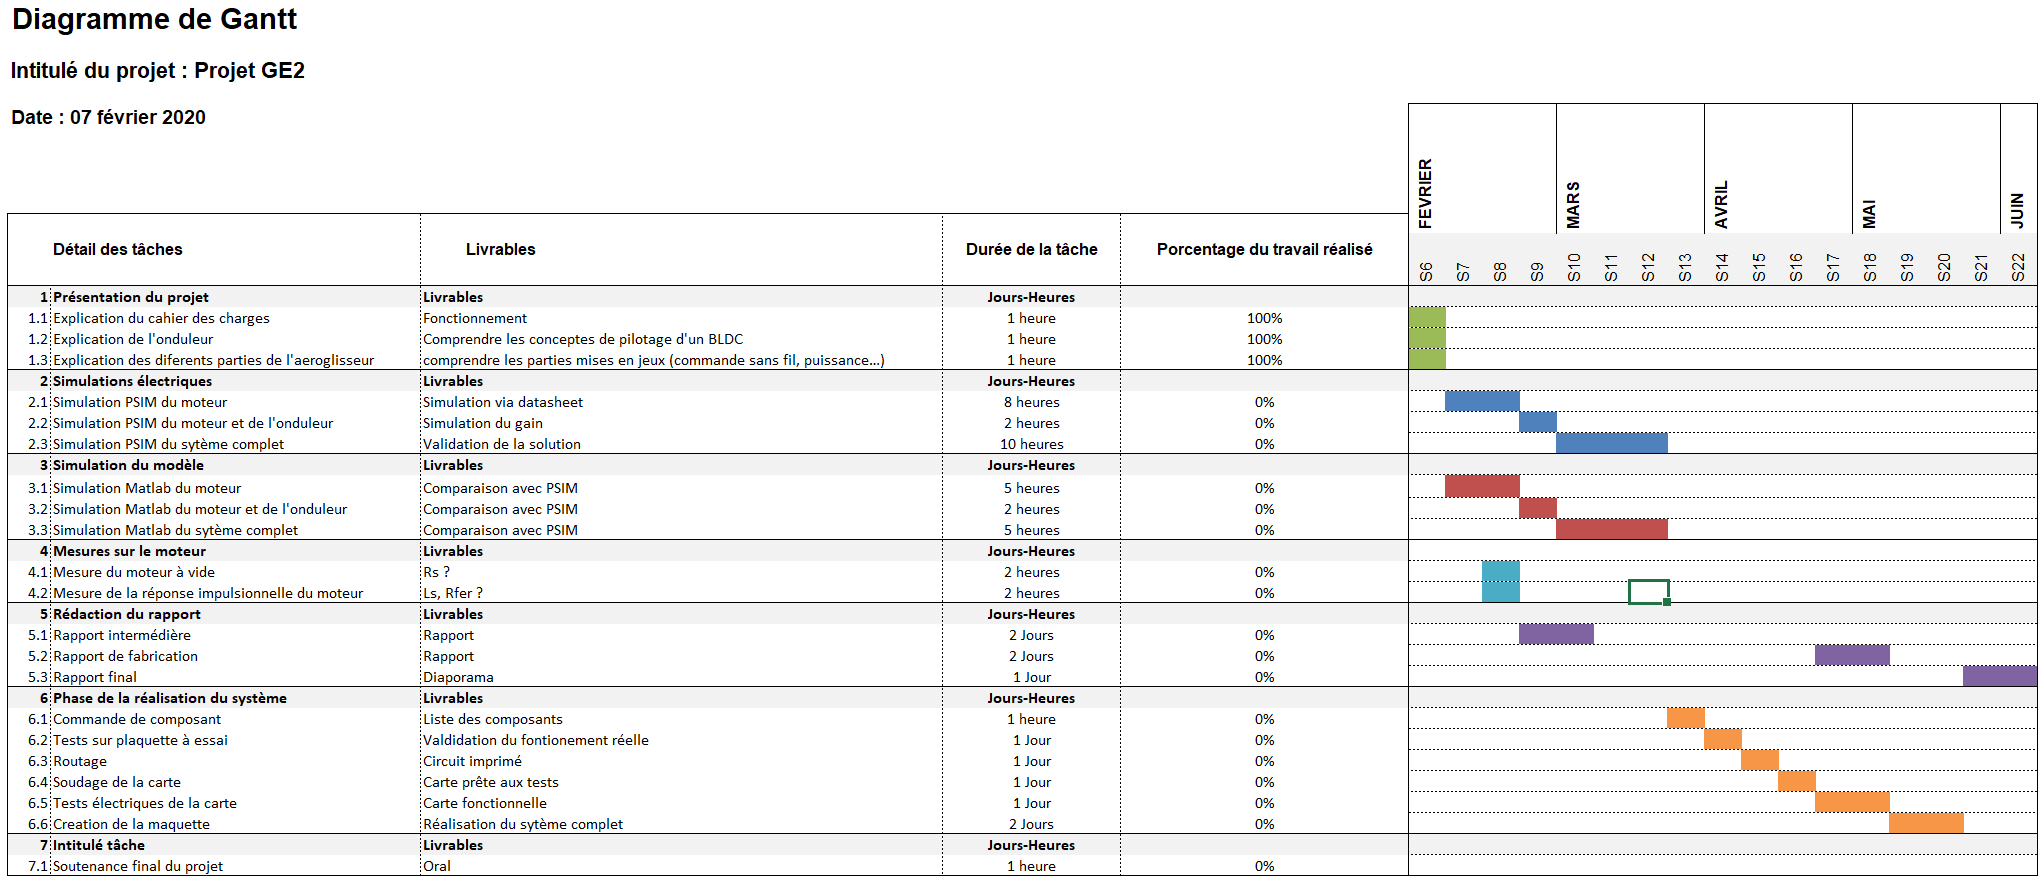 Diagramme de Gantt
Intitulé du projet : Projet GE2
Date : 07 février 2020
FEVRIER MARS AVRIL MAI JUIN
Détail des tâches Livrables Durée de la tâche Porcentage du travail réalisé S6 S7 S8 S9 S10 S11 S12 S13 S14 S15 S16 S17 S18 S19 S20 S21 S22
1 Présentation du projet Livrables Jours-Heures
1.1 Explication du cahier des charges Fonctionnement 1 heure 100%
1.2 Explication de l'onduleur Comprendre les conceptes de pilotage d'un BLDC 1 heure 100%
1.3 Explication des diferents parties de l'aeroglisseur comprendre les parties mises en jeux (commande sans fil, puissance...) 1 heure 100%
2 Simulations électriques Livrables Jours-Heures
2.1 Simulation PSIM du moteur Simulation via datasheet 8 heures 0%
2.2 Simulation PSIM du moteur et de l'onduleur Simulation du gain 2 heures 0%
2.3 Simulation PSIM du sytème complet Validation de la solution 10 heures 0%
3 Simulation du modèle Livrables Jours-Heures
3.1 Simulation Matlab du moteur Comparaison avec PSIM 5 heures 0%
3.2 Simulation Matlab du moteur et de l'onduleur Comparaison avec PSIM 2 heures 0%
3.3 Simulation Matlab du sytème complet Comparaison avec PSIM 5 heures 0%
4 Mesures sur le moteur Livrables Jours-Heures
4.1 Mesure du moteur à vide Rs ? 2 heures 0%
4.2 Mesure de la réponse impulsionnelle du moteur Ls, Rfer ? 2 heures 0%
5 Rédaction du rapport Livrables Jours-Heures
5.1 Rapport intermédière Rapport 2 Jours 0%
5.2 Rapport de fabrication Rapport 2 Jours 0%
5.3 Rapport final Diaporama 1 Jour 0%
6 Phase de la réalisation du système Livrables Jours-Heures
6.1 Commande de composant Liste des composants 1 heure 0%
6.2 Tests sur plaquette à essai Valdidation du fontionement réelle 1 Jour 0%
6.3 Routage Circuit imprimé 1 Jour 0%
6.4 Soudage de la carte Carte prête aux tests 1 Jour 0%
6.5 Tests électriques de la carte Carte fonctionnelle 1 Jour 0%
6.6 Creation de la maquette Réalisation du sytème complet 2 Jours 0%
7 Intitulé tâche Livrables Jours-Heures
7.1 Soutenance final du projet Oral 1 heure 0%